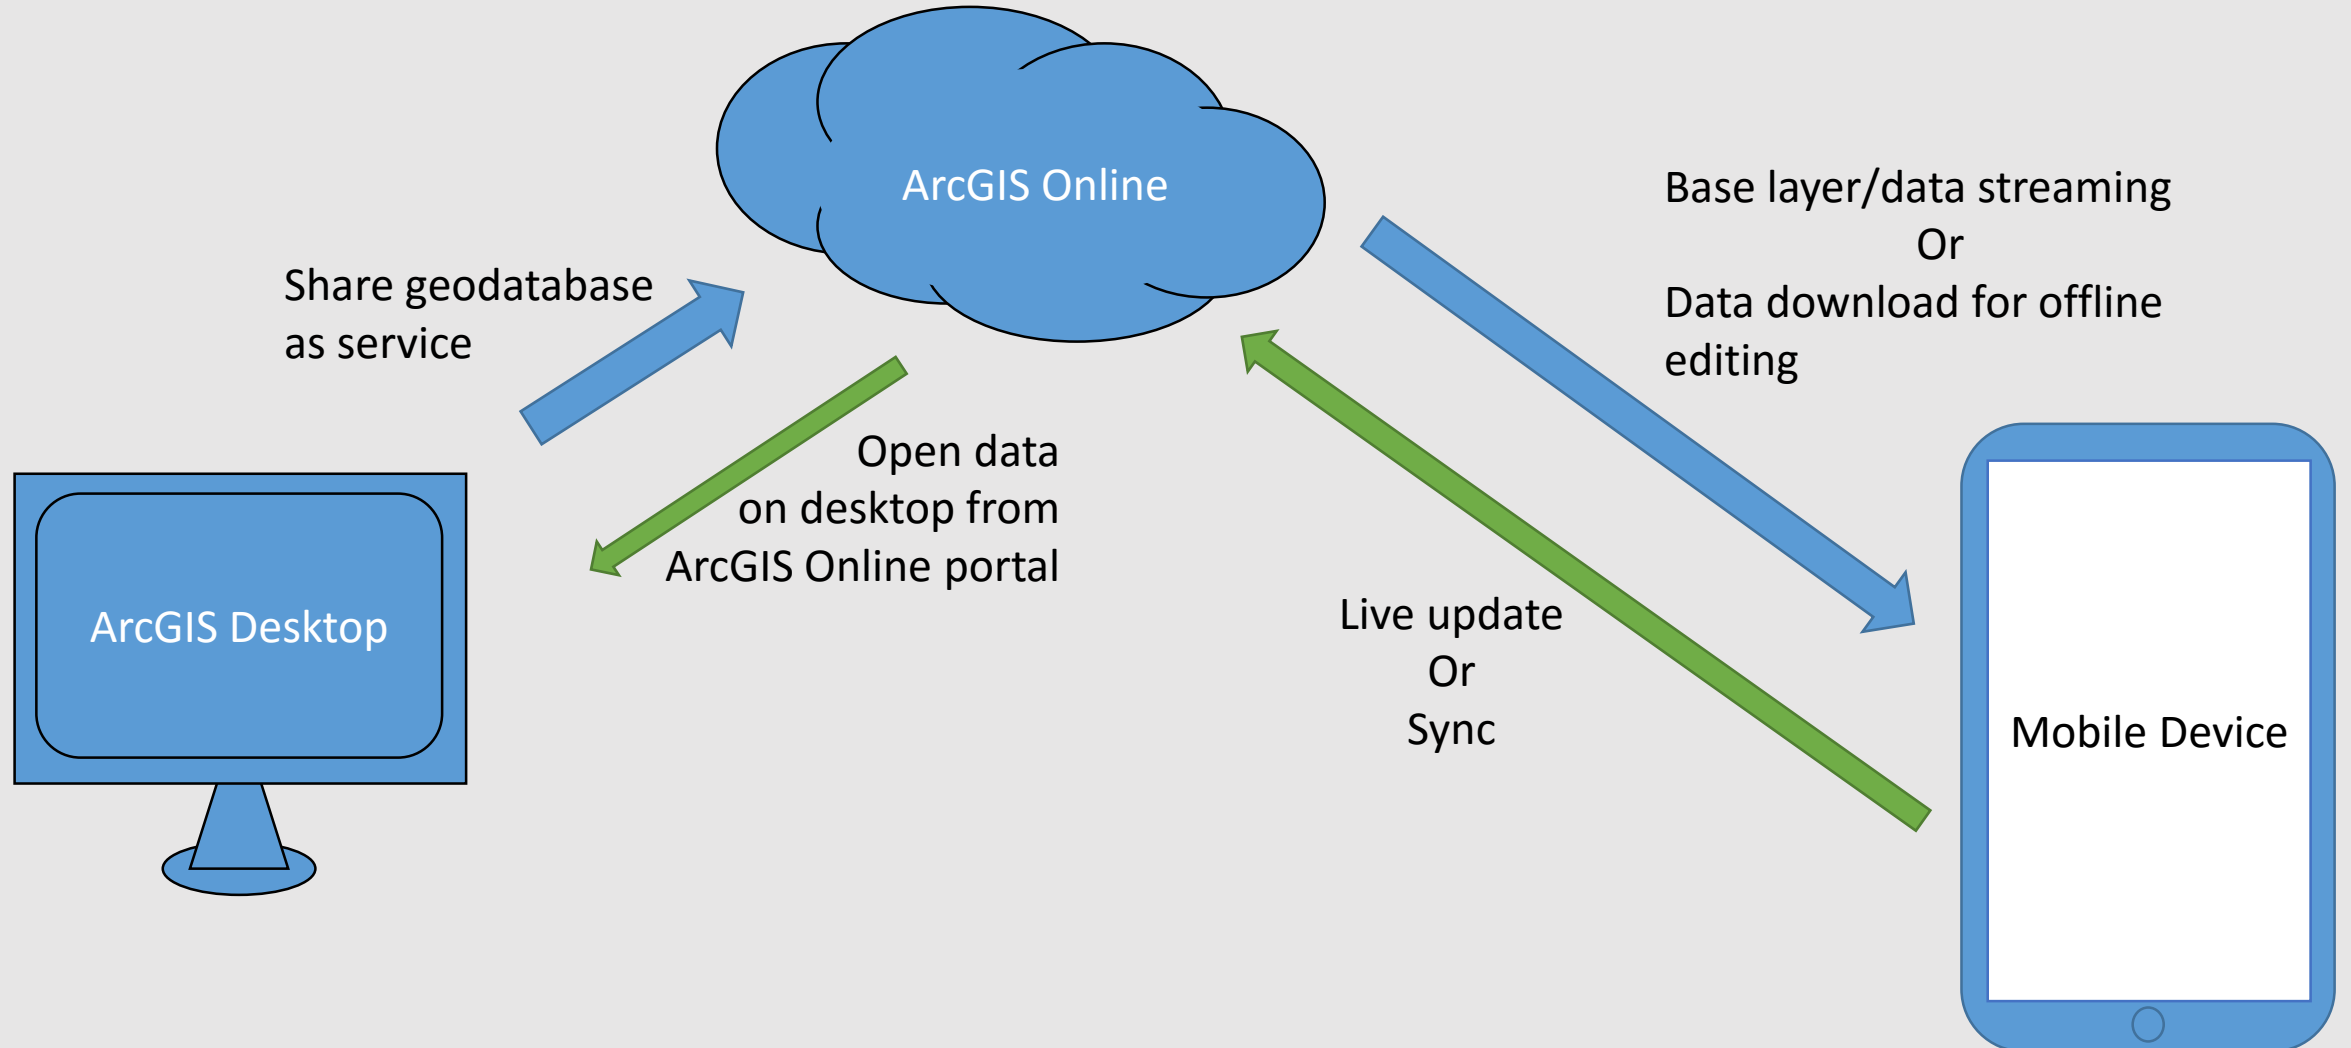 ArcGIS Online
Share geodatabase
as service
Base layer/data streaming
Or
Data download for offline
editing
Open data
on desktop from
ArcGIS Online portal
ArcGIS Desktop
Live update
Or
Sync
Mobile Device